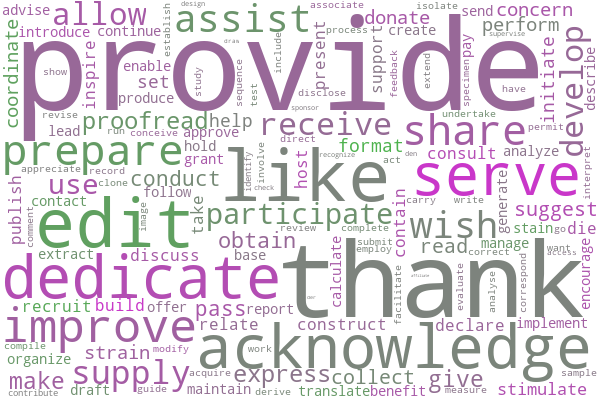 advise allow assist donate send concern associate isolate
introduce continue establish design draw process create perform supervise
coordinate inspire enable set provide present support feedback specimen pay initiate develop describe
produce show study sequence test include disclose extend have
revise proofread help receive share undertake permit
lead run conceive approve sponsor format consult analyze
prepare hold grant direct host recognize act den interpret
appreciate record like identify involve check serve
publish use clone conduct follow take carry write generate suggest
contact edit participate wish contain stain go die
comment image obtain review complete read manage encourage
extract discuss base calculate submit employ correct want access
dedicate thank facilitate evaluate analyse correspond affiliate
recruit build offer pass report der declare implement
compile improve relate construct acknowledge
organize strain modify work
make supply acquire express collect give sample
draft guide maintain derive translate benefit measure stimulate
contribute